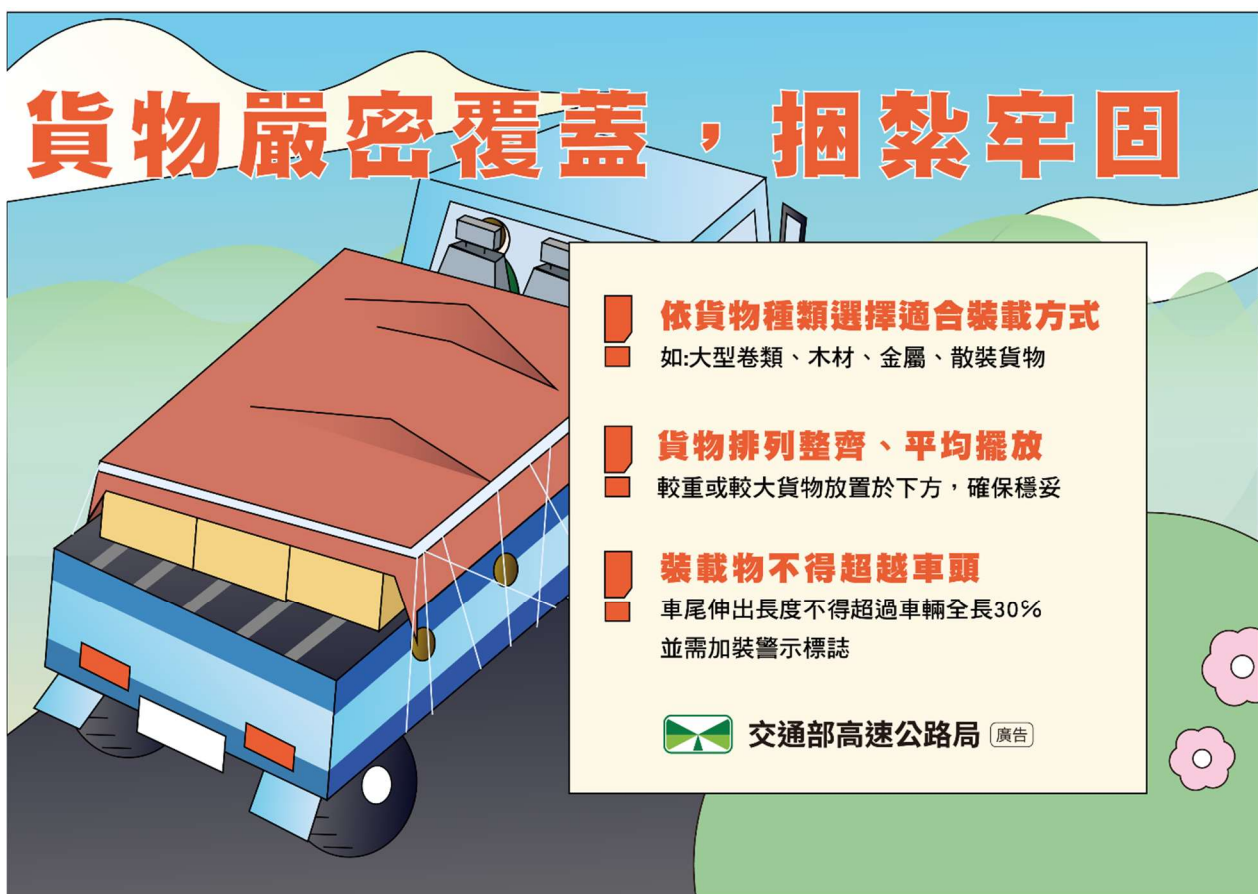 貨物嚴密覆蓋，捆紮牢固
依貨物種類選擇適合裝載方式
如:大型卷類、木材、金屬、散裝貨物
貨物排列整齊、平均擺放
較重或較大貨物放置於下方，確保穩妥
裝載物不得超越車頭
車尾伸出長度不得超過車輛全長30%
並需加裝警示標誌
交通部高速公路局 廣告